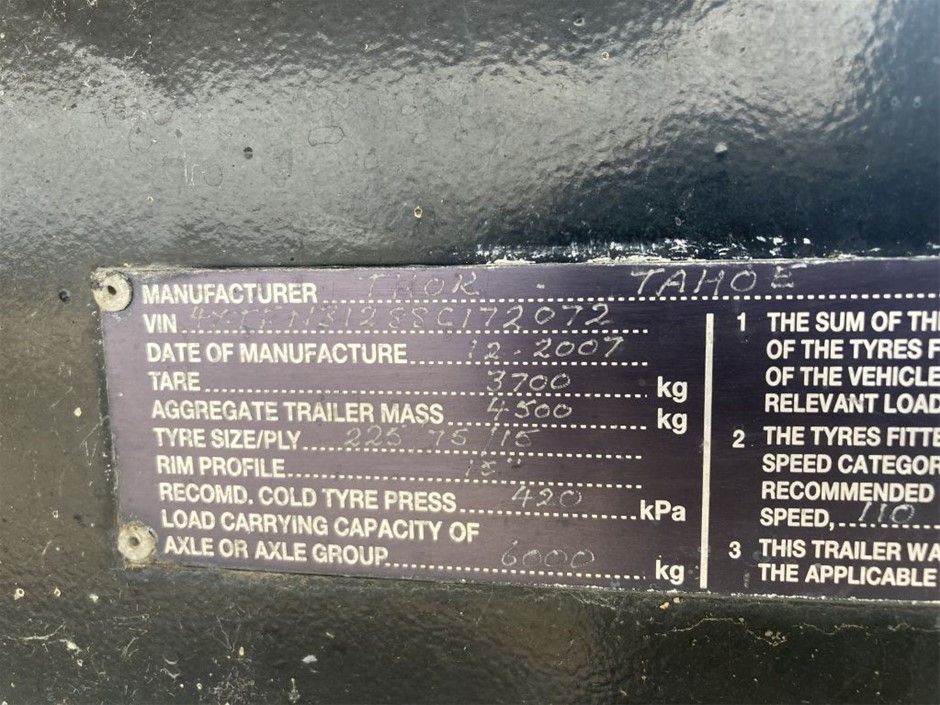 MANUFACTURER THOR - TAHOE
VIN
DATE OF MANUFACTURE 12-2007
TARE 3700 kg
AGGREGATE TRAILER MASS 4500 kg
TYRE SIZE/PLY 225 75 /15
RIM PROFILE 15"
RECOMD. COLD TYRE PRESS 420 kPa
LOAD CARRYING CAPACITY OF
AXLE OR AXLE GROUP 6000 kg
1 THE SUM OF THE
OF THE TYRES F
OF THE VEHICLE
RELEVANT LOAD
2 THE TYRES FITTE
SPEED CATEGOR
RECOMMENDED
SPEED, 110
3 THIS TRAILER WA
THE APPLICABLE